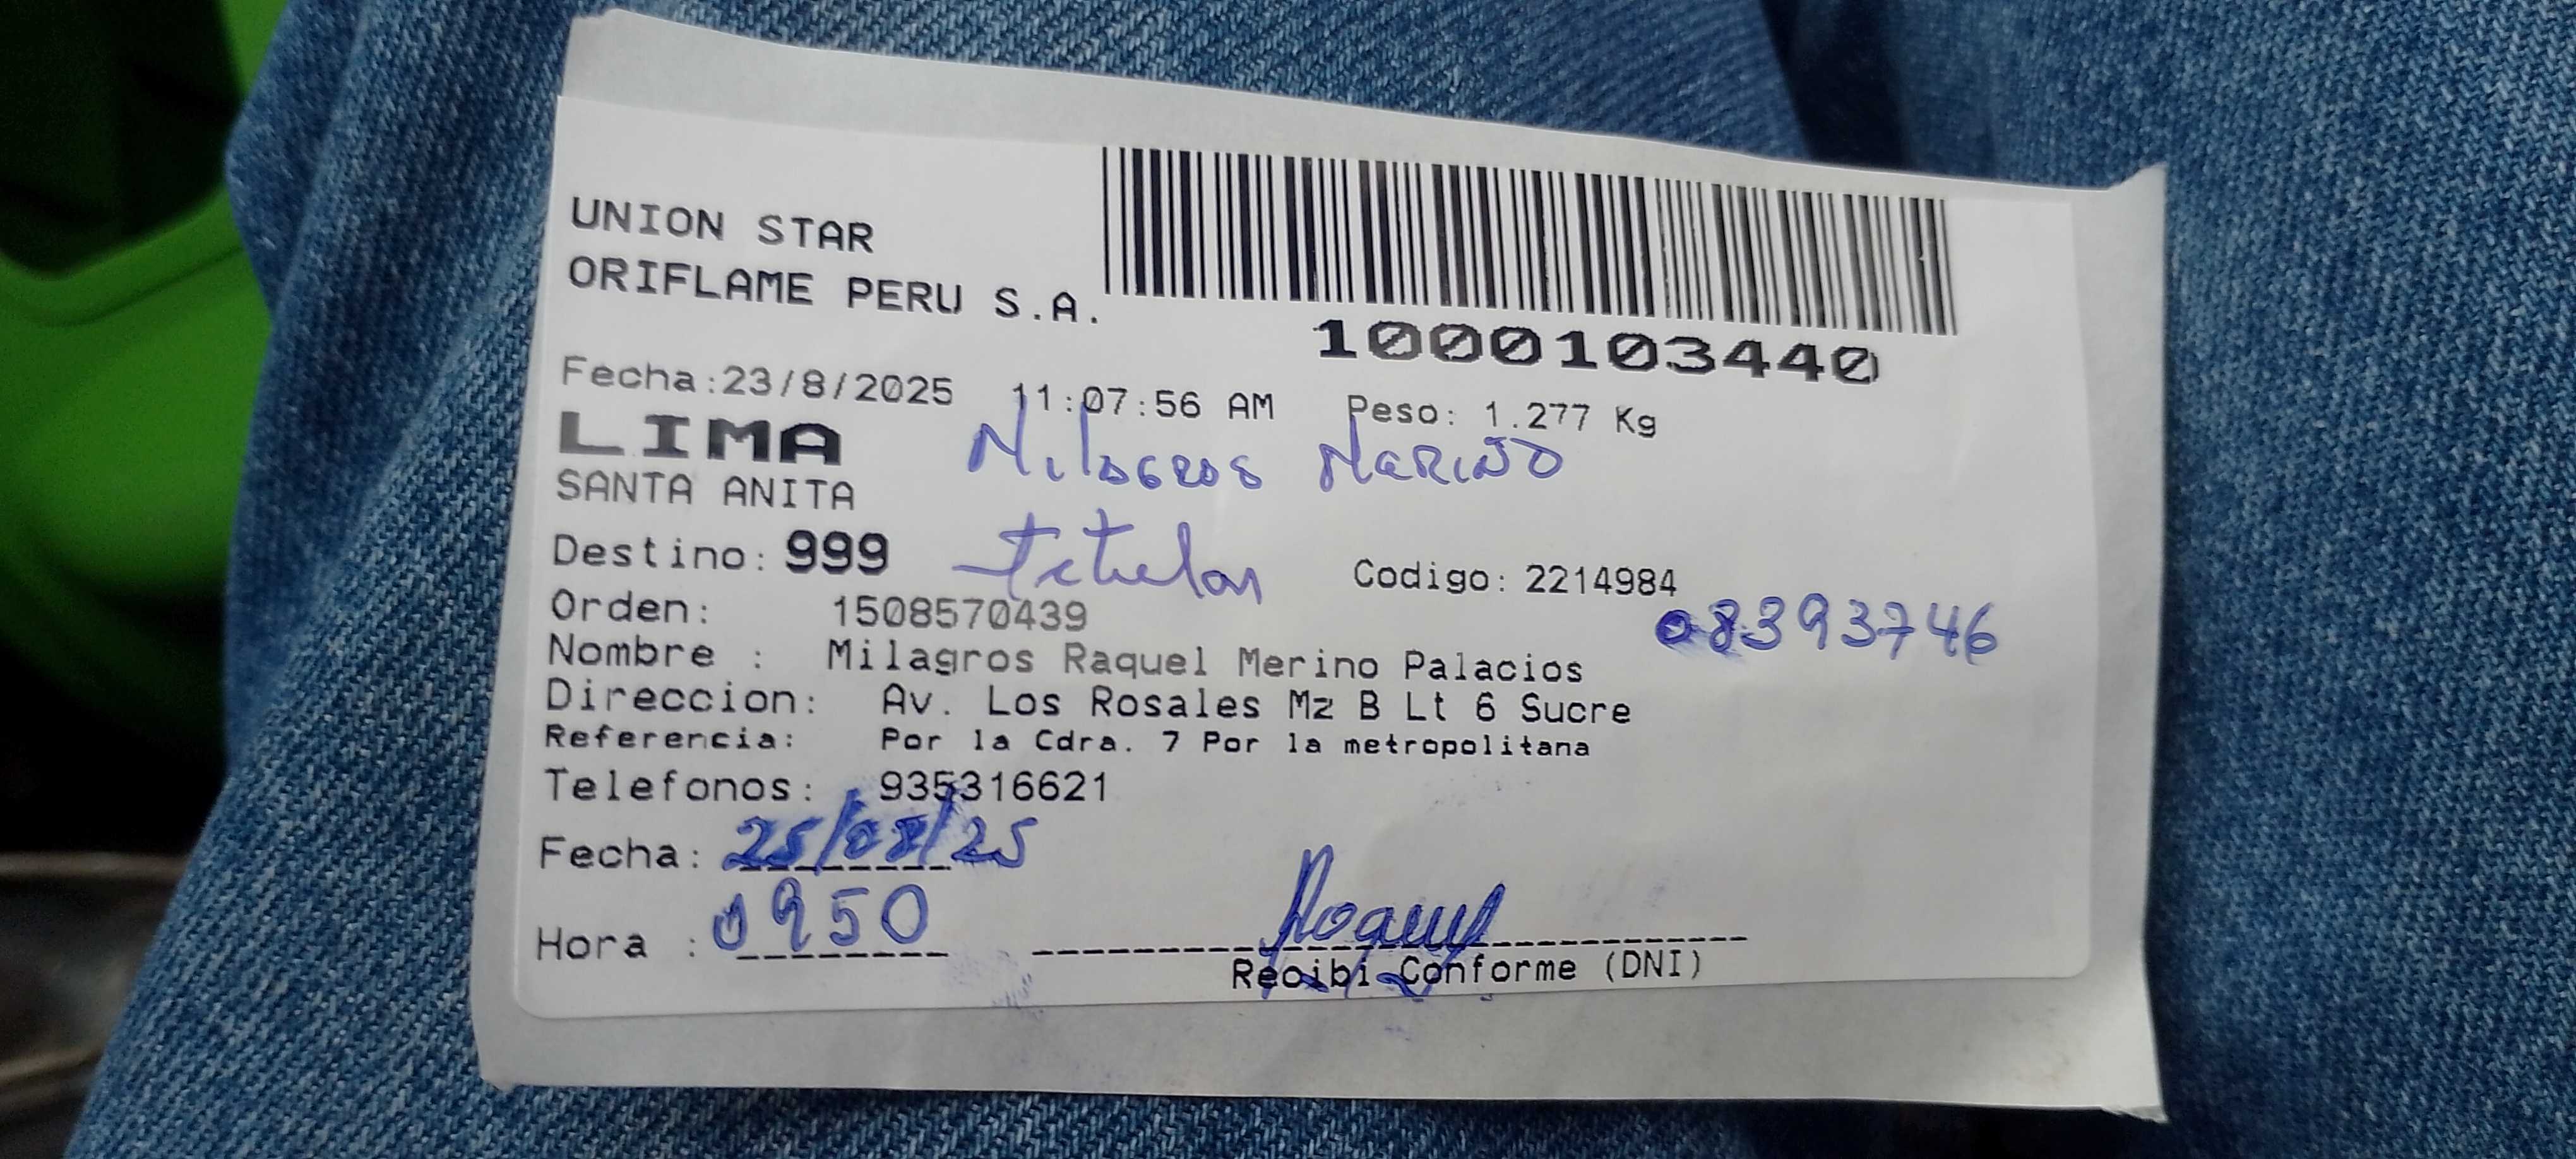 UNION STAR
ORIFLAME PERU S.A.
1000103440
Fecha:23/8/2025 11:07:56 AM Peso: 1.277 Kg
LIMA
Milagros Mariño
SANTA ANITA
Destino: 999 titular Codigo: 2214984
Orden: 1508570439
08393746
Nombre : Milagros Raquel Merino Palacios
Direccion: Av. Los Rosales Mz B Lt 6 Sucre
Referencia: Por la Cdra. 7 Por la metropolitana
Telefonos: 935316621
Fecha: 25/08/25
Hora : 0950
Recibi Conforme (DNI)